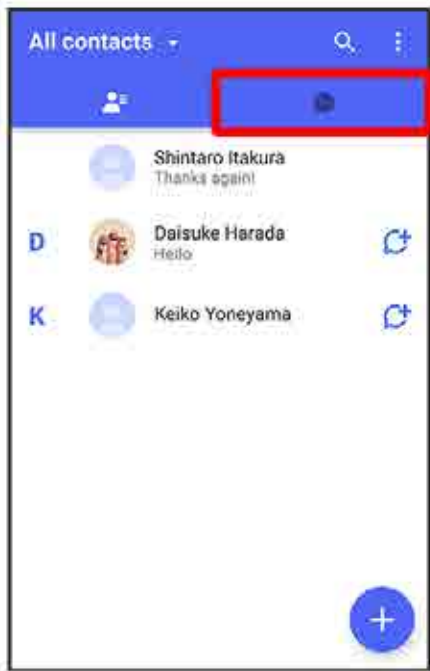 All contacts
Shintaro Itakura
Thanks again!
D
Daisuke Harada
Hello
K
Keiko Yoneyama